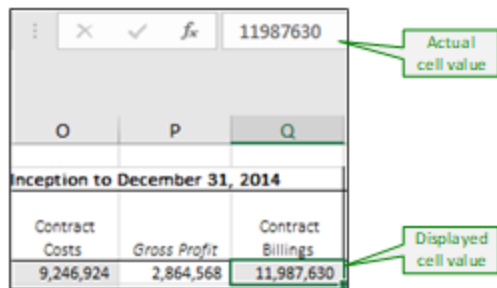 fx 11987630
Actual
cell value
O P Q
Inception to December 31, 2014
Contract
Costs
Gross Profit
Contract
Billings
9,246,924 2,864,568 11,987,630
Displayed
cell value